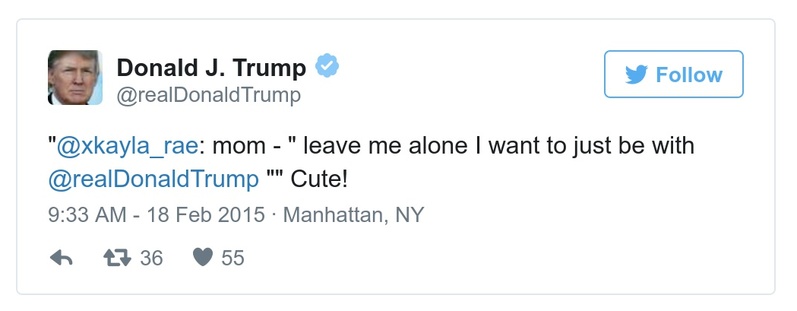 Donald J. Trump
@realDonaldTrump
Follow
"@xkayla_rae: mom - " leave me alone I want to just be with
@realDonaldTrump "" Cute!
9:33 AM - 18 Feb 2015 · Manhattan, NY
36 55